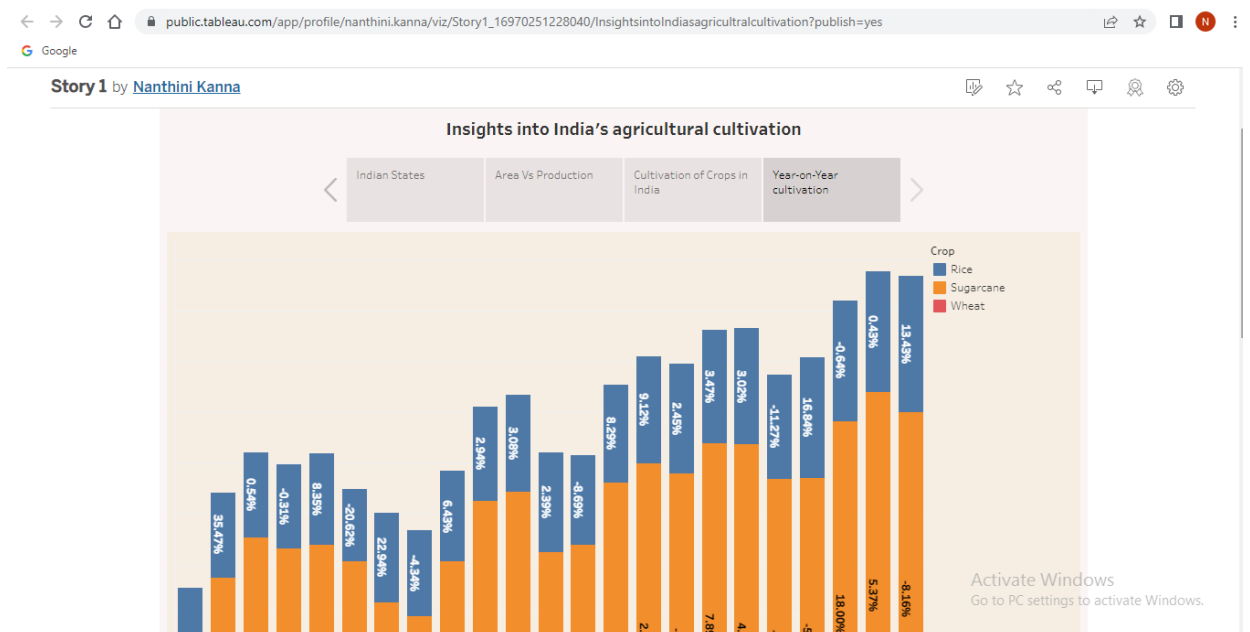 public.tableau.com/app/profile/nanthini.kanna/viz/Story1_16970251228040/InsightsintoIndiasagricultralcultivation?publish=yes
N
G Google
Story 1 by Nanthini Kanna
Insights into India's agricultural cultivation
Indian States
Area Vs Production
Cultivation of Crops in
India
Year-on-Year
cultivation
Crop
Rice
Sugarcane
Wheat
35.47%
0.54%
-0.31%
8.35%
-20.62%
22.94%
-4.34%
6.43%
2.94%
3.08%
2.39%
-8.69%
8.29%
9.12%
2.45%
3.47%
3.02%
-11.27%
16.84%
-0.64%
0.43%
13.43%
18.00%
5.37%
-8.16%
Activate Windows
Go to PC settings to activate Windows.